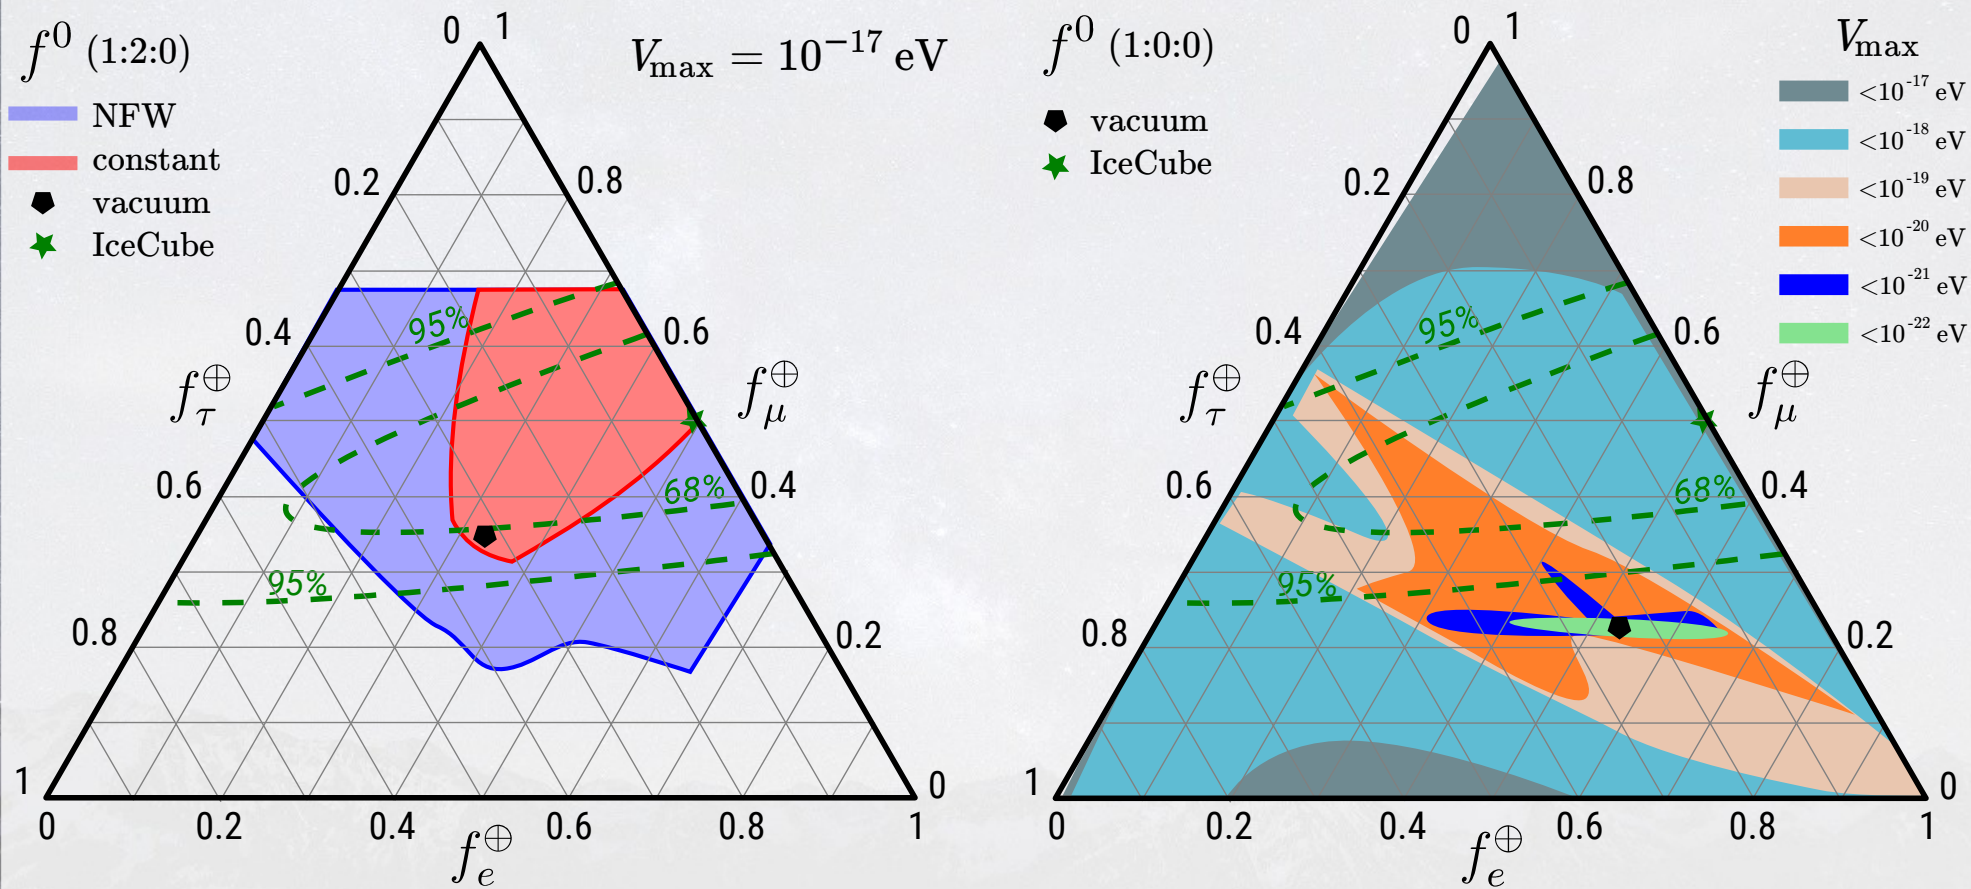 f⁰ (1:2:0)
NFW
constant
vacuum
IceCube
V_max = 10⁻¹⁷ eV
0 1
0.2 0.8
95%
0.4 0.6
f_τ^⊕ f_μ^⊕
68%
0.6 0.4
95%
0.8 0.2
1 0
0 0.2 0.4 0.6 0.8 1
f_e^⊕
f⁰ (1:0:0)
vacuum
IceCube
V_max
<10⁻¹⁷ eV
<10⁻¹⁸ eV
<10⁻¹⁹ eV
<10⁻²⁰ eV
<10⁻²¹ eV
<10⁻²² eV
0 1
0.2 0.8
95%
0.4 0.6
f_τ^⊕ f_μ^⊕
68%
0.6 0.4
95%
0.8 0.2
1 0
0 0.2 0.4 0.6 0.8 1
f_e^⊕